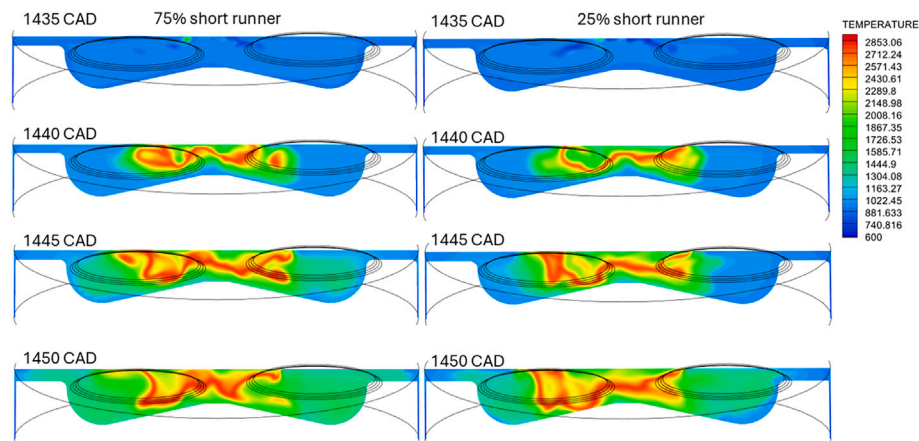 75% short runner
25% short runner
1435 CAD
1435 CAD
1440 CAD
1440 CAD
1445 CAD
1445 CAD
1450 CAD
1450 CAD
TEMPERATURE
2853.06
2712.24
2571.43
2430.61
2289.8
2148.98
2008.16
1867.35
1726.53
1585.71
1444.9
1304.08
1163.27
1022.45
881.633
740.816
600